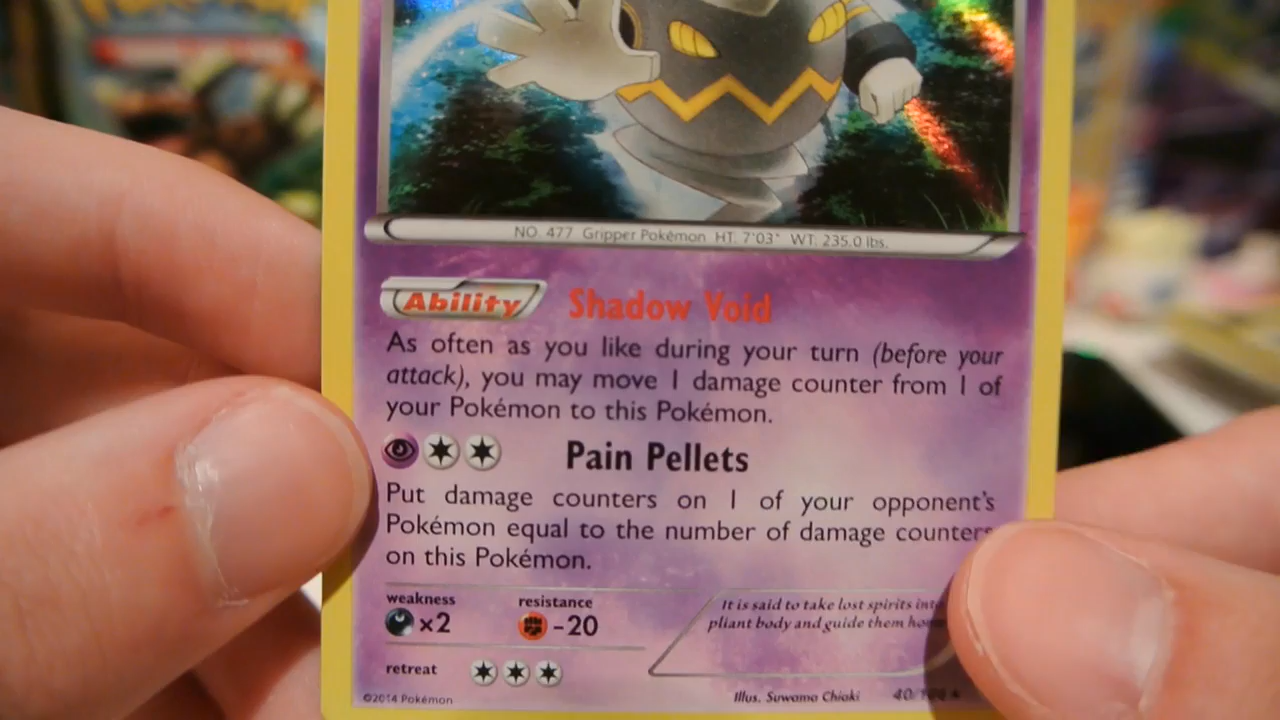 NO. 477 Gripper Pokémon HT: 7'03" WT: 235.0 lbs.
Ability Shadow Void
As often as you like during your turn (before your
attack), you may move 1 damage counter from 1 of
your Pokémon to this Pokémon.
Pain Pellets
Put damage counters on 1 of your opponent's
Pokémon equal to the number of damage counters
on this Pokémon.
weakness resistance
x2 -20
It is said to take lost spirits into
pliant body and guide them
retreat
©2014 Pokémon Illus. Suwama Chiaki